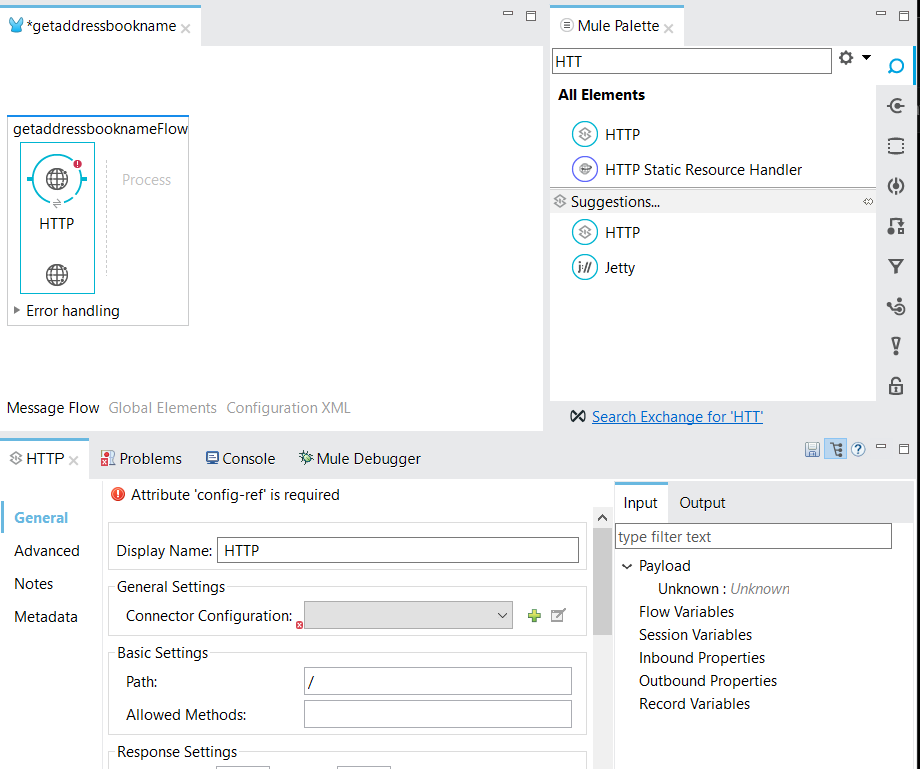 *getaddressbookname
getaddressbooknameFlow
HTTP
Process
Error handling
Message Flow Global Elements Configuration XML
Mule Palette
HTT
All Elements
HTTP
HTTP Static Resource Handler
Suggestions...
HTTP
Jetty
Search Exchange for 'HTT'
HTTP Problems Console Mule Debugger
General
Advanced
Notes
Metadata
Attribute 'config-ref' is required
Display Name: HTTP
General Settings
Connector Configuration:
Basic Settings
Path: /
Allowed Methods:
Response Settings
Input Output
type filter text
Payload
Unknown : Unknown
Flow Variables
Session Variables
Inbound Properties
Outbound Properties
Record Variables